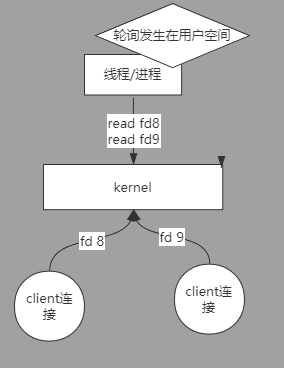 轮询发生在用户空间
线程/进程
read fd8
read fd9
kernel
fd 8
fd 9
client连
接
client连
接